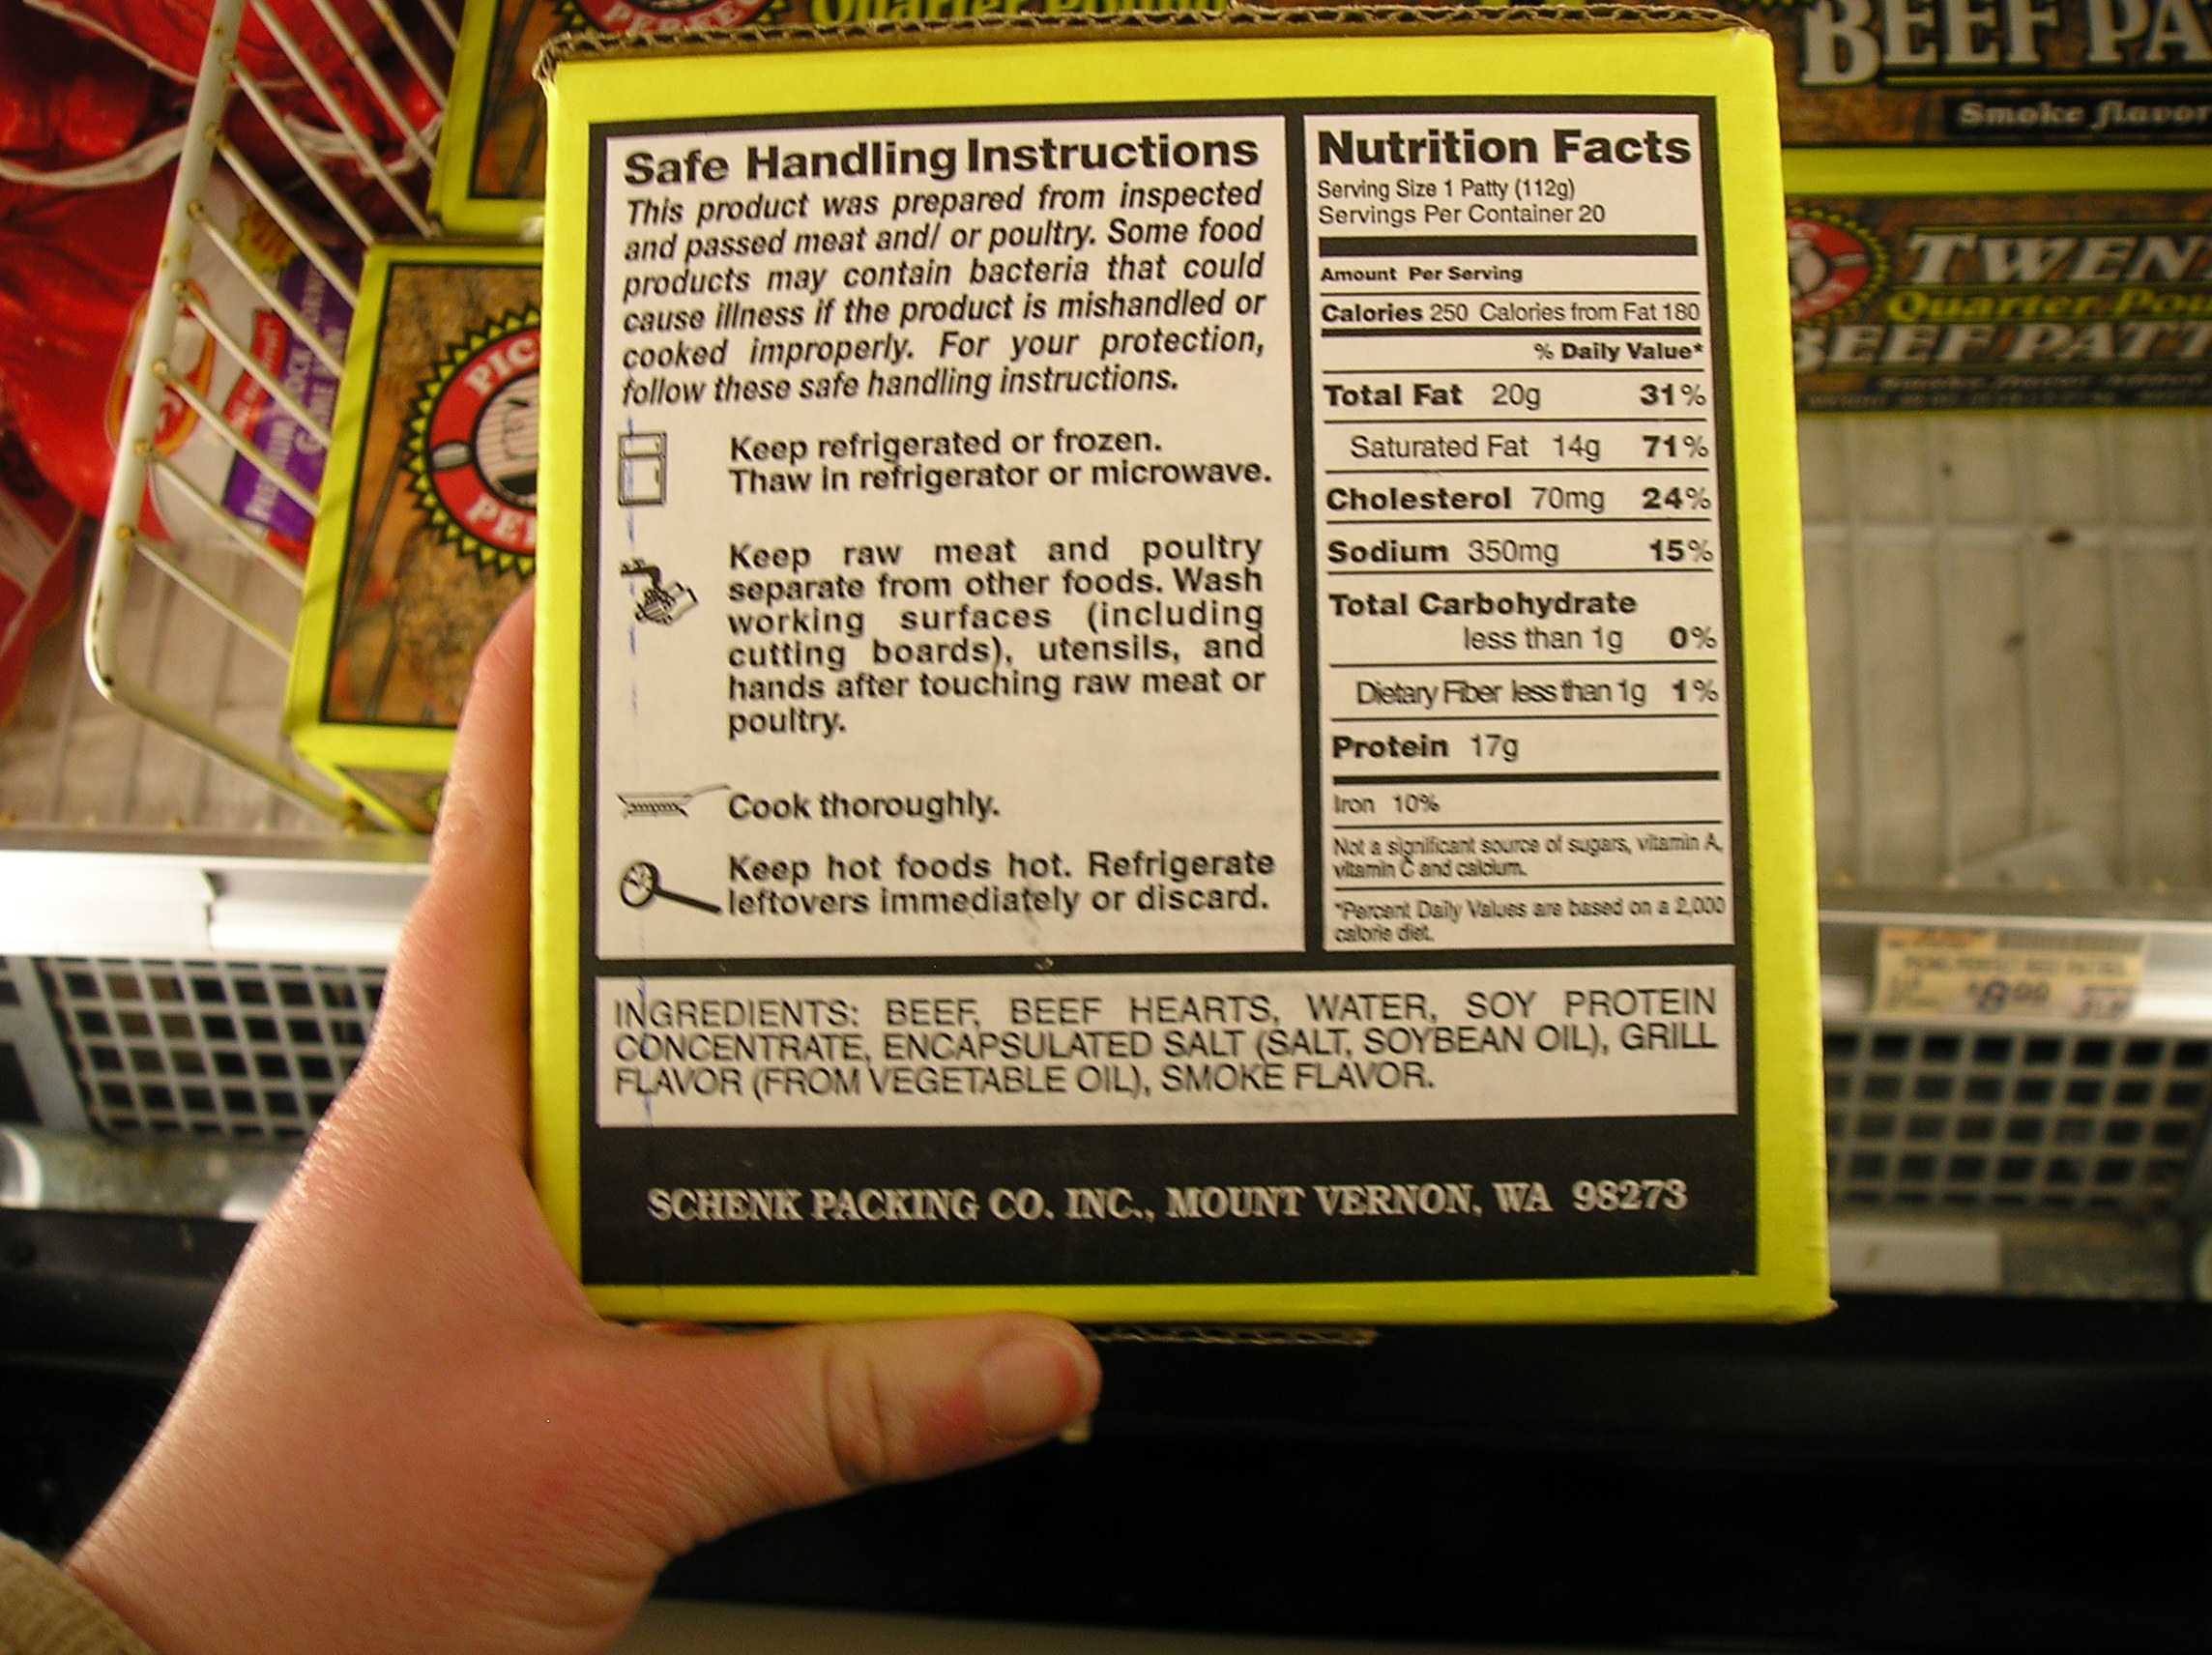 Quarter Pound
PERFEC
BEEF PA
Smoke flavor
TWEN
Quarter Pou
BEEF PATT
PIC
PER
Safe Handling Instructions
This product was prepared from inspected
and passed meat and/ or poultry. Some food
products may contain bacteria that could
cause illness if the product is mishandled or
cooked improperly. For your protection,
follow these safe handling instructions.
Keep refrigerated or frozen.
Thaw in refrigerator or microwave.
Keep raw meat and poultry
separate from other foods. Wash
working surfaces (including
cutting boards), utensils, and
hands after touching raw meat or
poultry.
Cook thoroughly.
Keep hot foods hot. Refrigerate
leftovers immediately or discard.
Nutrition Facts
Serving Size 1 Patty (112g)
Servings Per Container 20
Amount Per Serving
Calories 250 Calories from Fat 180
% Daily Value*
Total Fat 20g 31%
Saturated Fat 14g 71%
Cholesterol 70mg 24%
Sodium 350mg 15%
Total Carbohydrate
less than 1g 0%
Dietary Fiber less than 1g 1%
Protein 17g
Iron 10%
Not a significant source of sugars, vitamin A,
vitamin C and calcium.
*Percent Daily Values are based on a 2,000
calorie diet.
INGREDIENTS: BEEF, BEEF HEARTS, WATER, SOY PROTEIN
CONCENTRATE, ENCAPSULATED SALT (SALT, SOYBEAN OIL), GRILL
FLAVOR (FROM VEGETABLE OIL), SMOKE FLAVOR.
SCHENK PACKING CO. INC., MOUNT VERNON, WA 98273